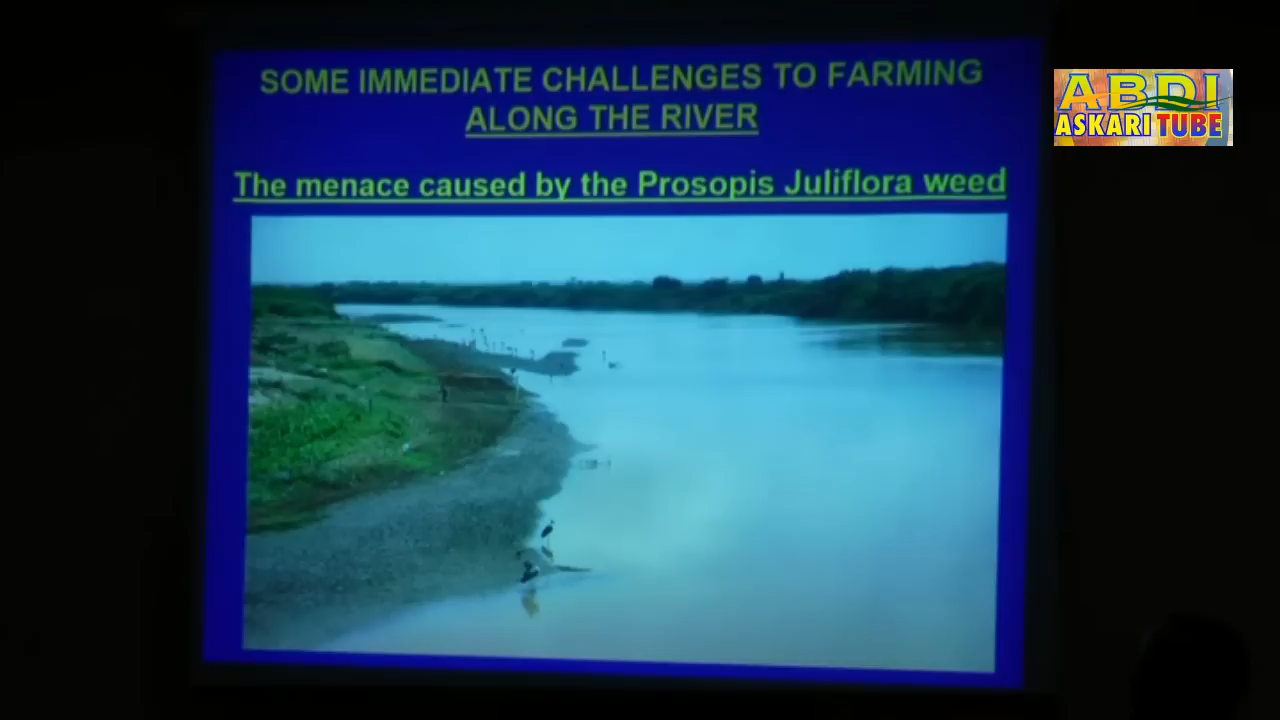 SOME IMMEDIATE CHALLENGES TO FARMING
ALONG THE RIVER
The menace caused by the Prosopis Juliflora weed
ABDI
ASKARI TUBE